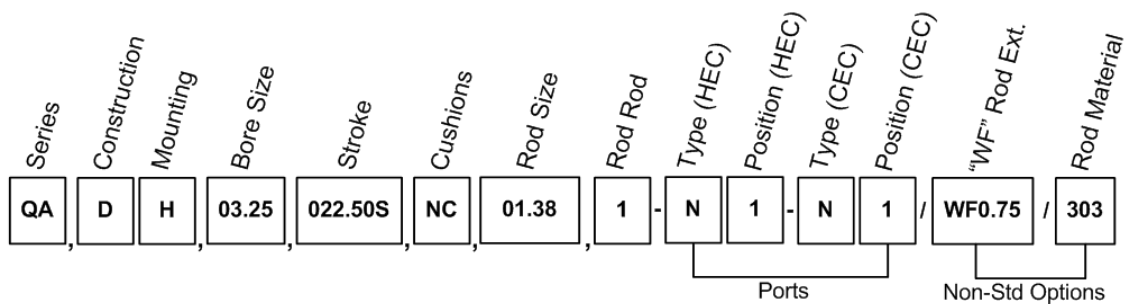 Series
Construction
Mounting
Bore Size
Stroke
Cushions
Rod Size
Rod Rod
Type (HEC)
Position (HEC)
Type (CEC)
Position (CEC)
"WF" Rod Ext.
Rod Material
QA , D H , 03.25 , 022.50S , NC , 01.38 , 1 - N 1 - N 1 / WF0.75 / 303
Ports
Non-Std Options